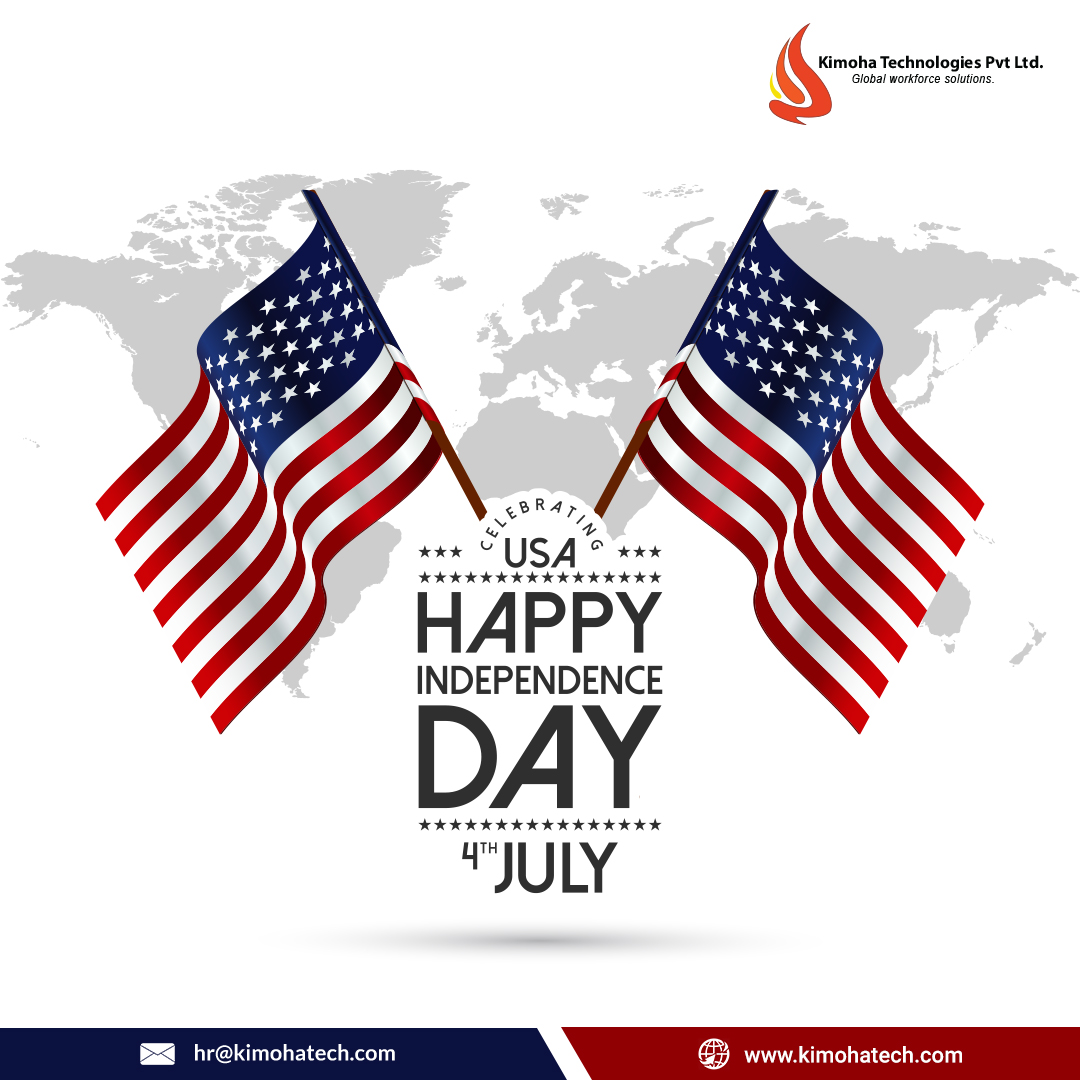 Kimoha Technologies Pvt Ltd.
Global workforce solutions.
CELEBRATING
USA
HAPPY
INDEPENDENCE
DAY
4TH JULY
hr@kimohatech.com
www.kimohatech.com